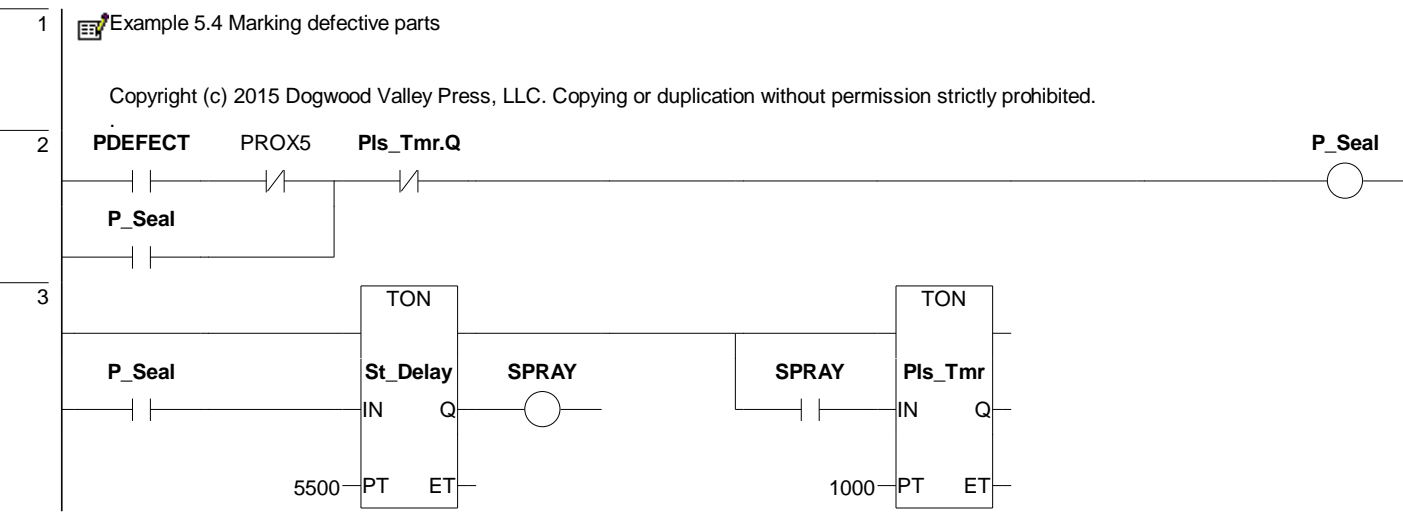 1 Example 5.4 Marking defective parts
Copyright (c) 2015 Dogwood Valley Press, LLC. Copying or duplication without permission strictly prohibited.
.
2 PDEFECT PROX5 Pls_Tmr.Q P_Seal
P_Seal
3 TON TON
P_Seal St_Delay SPRAY SPRAY Pls_Tmr
IN Q IN Q
5500 PT ET 1000 PT ET